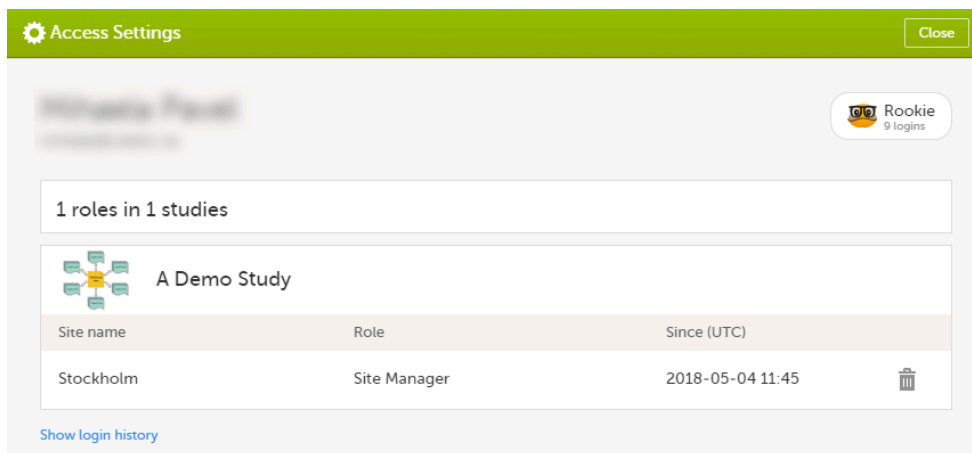 Access Settings
Close
Rookie
9 logins
1 roles in 1 studies
A Demo Study
Site name Role Since (UTC)
Stockholm Site Manager 2018-05-04 11:45
Show login history